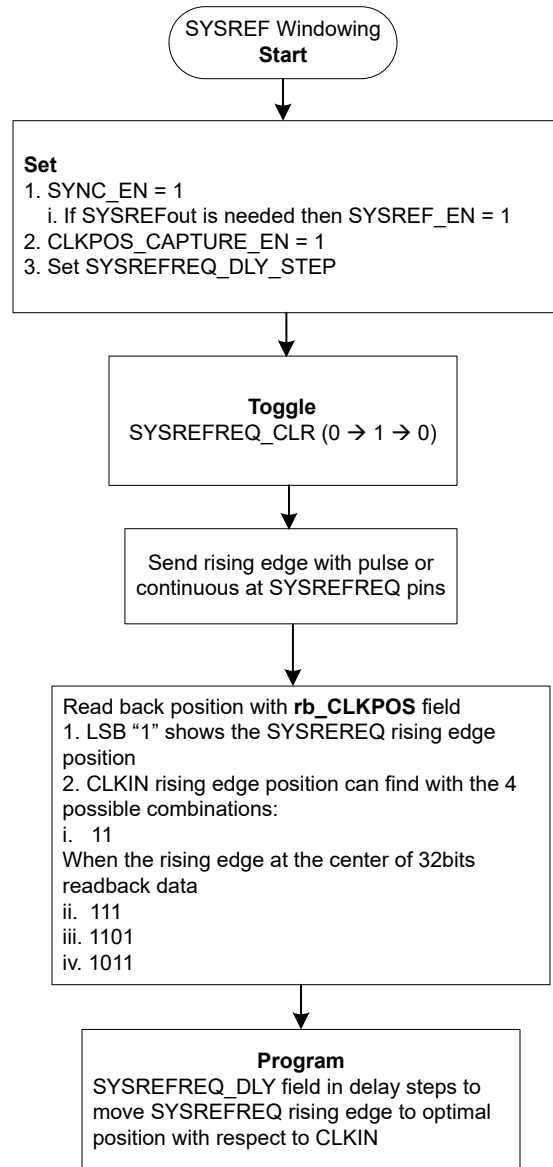 SYSREF Windowing
Start
Set
1. SYNC_EN = 1
i. If SYSREFout is needed then SYSREF_EN = 1
2. CLKPOS_CAPTURE_EN = 1
3. Set SYSREFREQ_DLY_STEP
Toggle
SYSREFREQ_CLR (0 → 1 → 0)
Send rising edge with pulse or
continuous at SYSREFREQ pins
Read back position with rb_CLKPOS field
1. LSB “1” shows the SYSREREQ rising edge
position
2. CLKIN rising edge position can find with the 4
possible combinations:
i. 11
When the rising edge at the center of 32bits
readback data
ii. 111
iii. 1101
iv. 1011
Program
SYSREFREQ_DLY field in delay steps to
move SYSREFREQ rising edge to optimal
position with respect to CLKIN